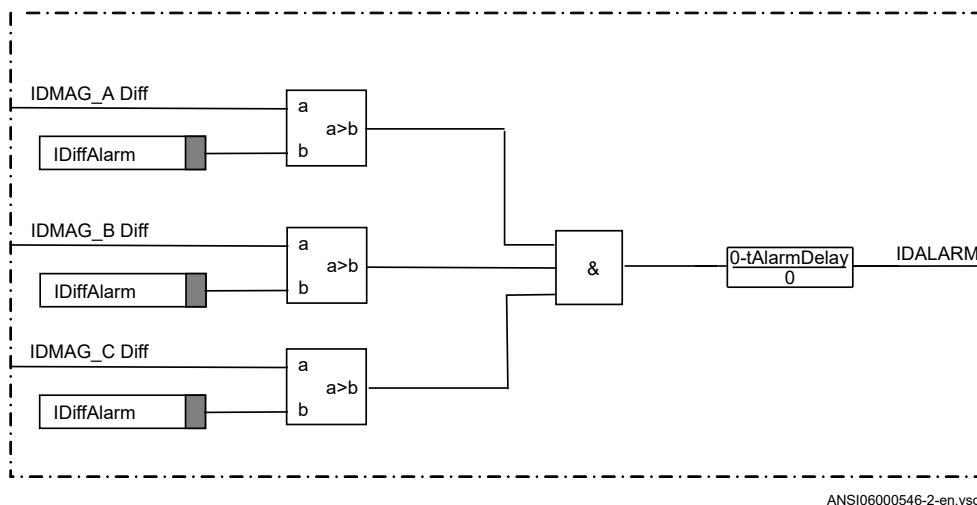 IDMAG_A Diff
a
a>b
b
IDiffAlarm
IDMAG_B Diff
a
a>b
b
IDiffAlarm
&
0-tAlarmDelay
0
IDALARM
IDMAG_C Diff
a
a>b
b
IDiffAlarm
ANSI06000546-2-en.vsd